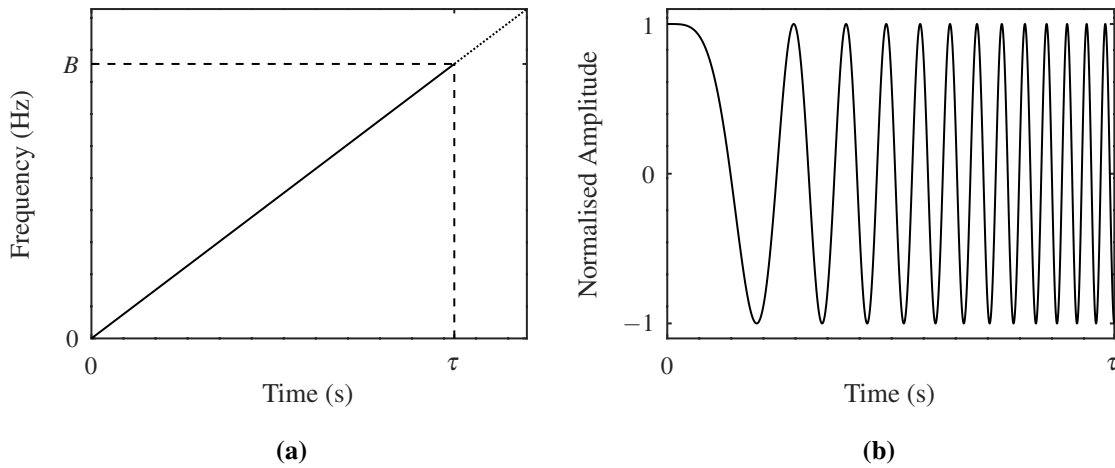 Frequency (Hz)
B
0
0
τ
Time (s)
(a)
Normalised Amplitude
1
0
−1
0
τ
Time (s)
(b)